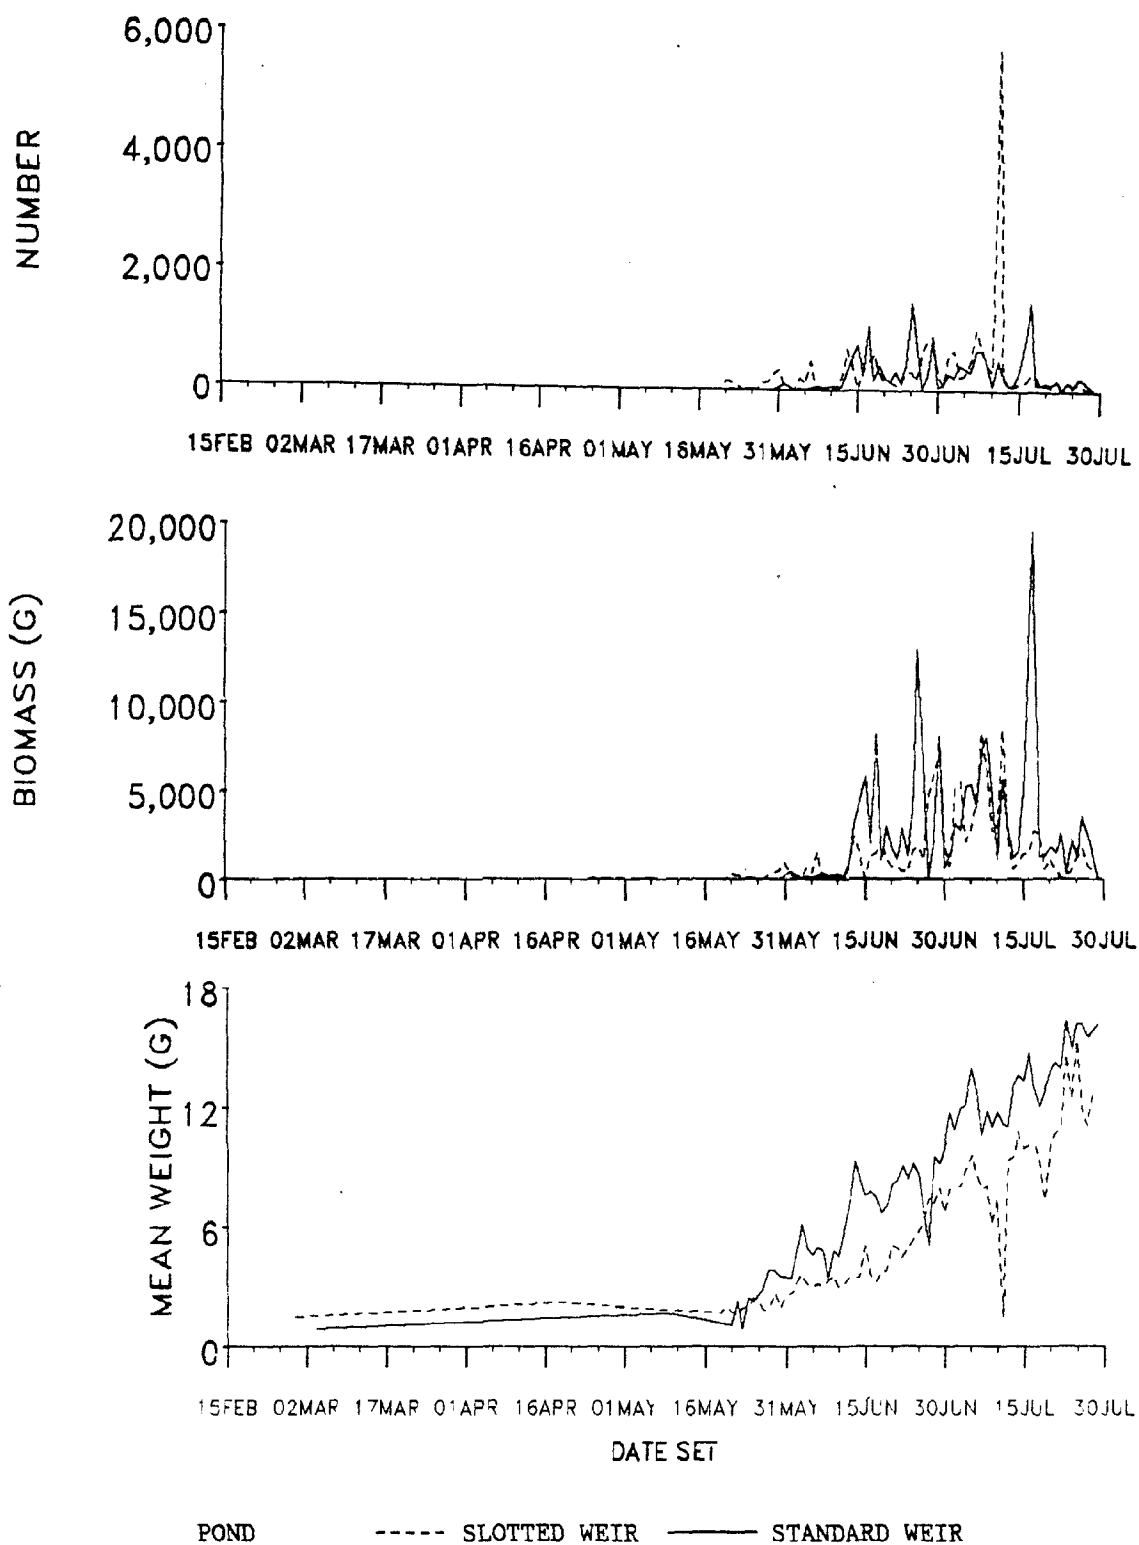 6,000
4,000
2,000
0
NUMBER
15FEB 02MAR 17MAR 01APR 16APR 01MAY 16MAY 31MAY 15JUN 30JUN 15JUL 30JUL
20,000
15,000
10,000
5,000
0
BIOMASS (G)
15FEB 02MAR 17MAR 01APR 16APR 01MAY 16MAY 31MAY 15JUN 30JUN 15JUL 30JUL
18
12
6
0
MEAN WEIGHT (G)
15FEB 02MAR 17MAR 01APR 16APR 01MAY 16MAY 31MAY 15JUN 30JUN 15JUL 30JUL
DATE SET
POND SLOTTED WEIR STANDARD WEIR